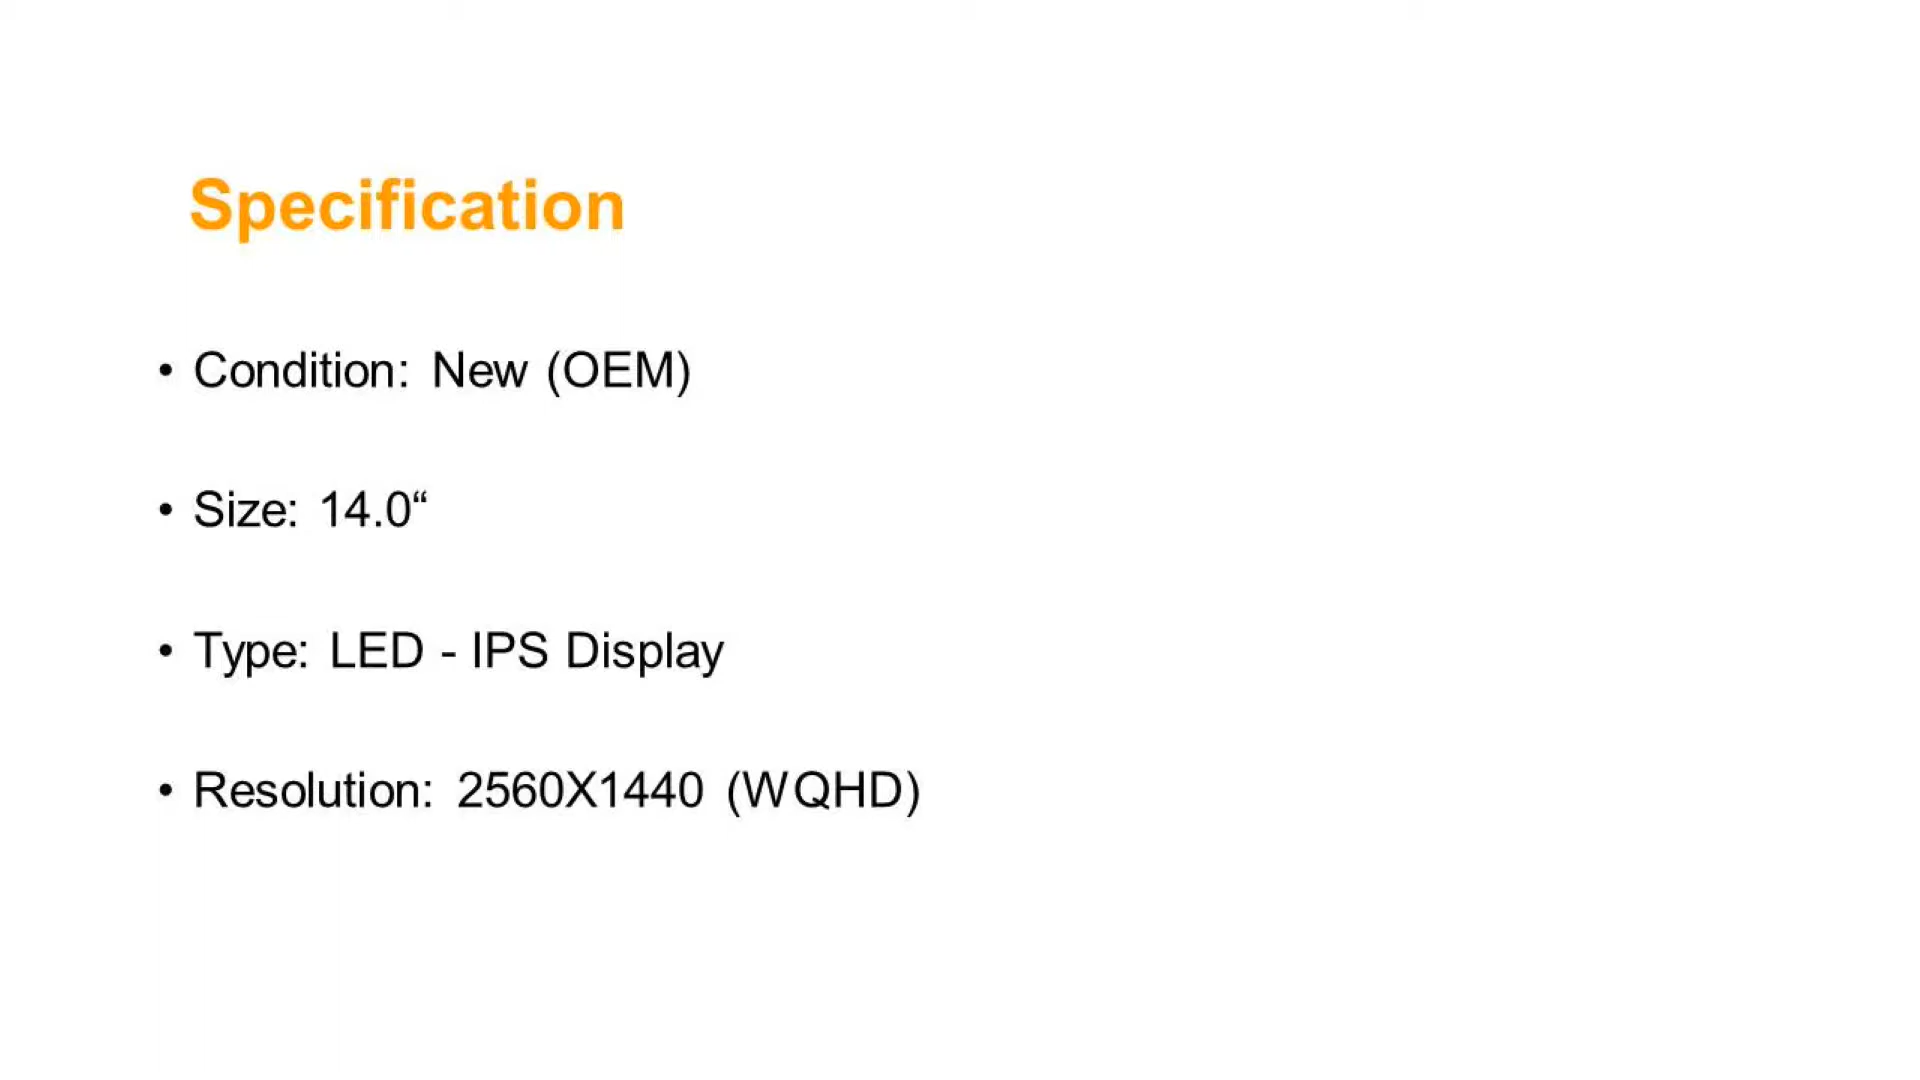 Specification
• Condition: New (OEM)
• Size: 14.0“
• Type: LED - IPS Display
• Resolution: 2560X1440 (WQHD)